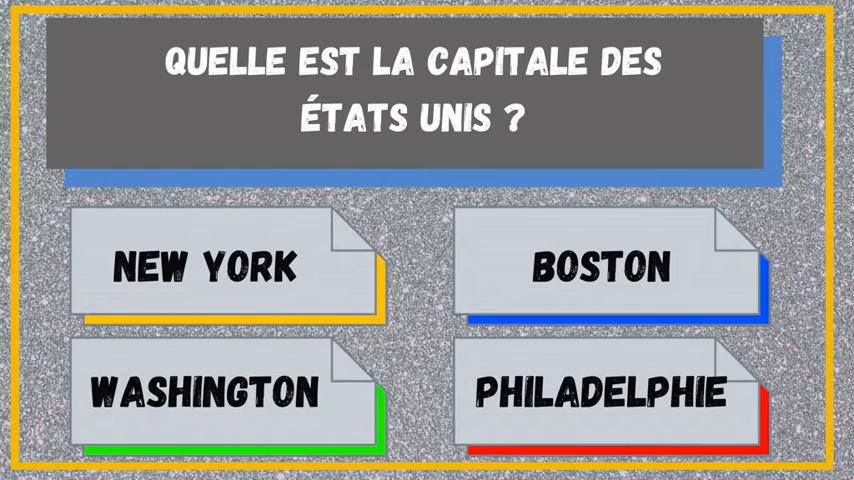 QUELLE EST LA CAPITALE DES
ÉTATS UNIS ?
NEW YORK
BOSTON
WASHINGTON
PHILADELPHIE